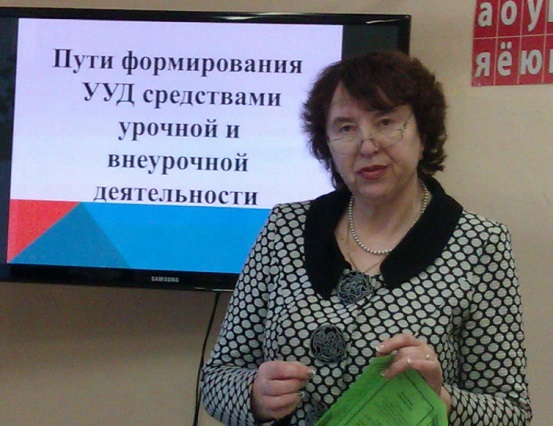 Пути формирования
УУД средствами
урочной и
внеурочной
деятельности
SAMSUNG
а о у
я ё ю